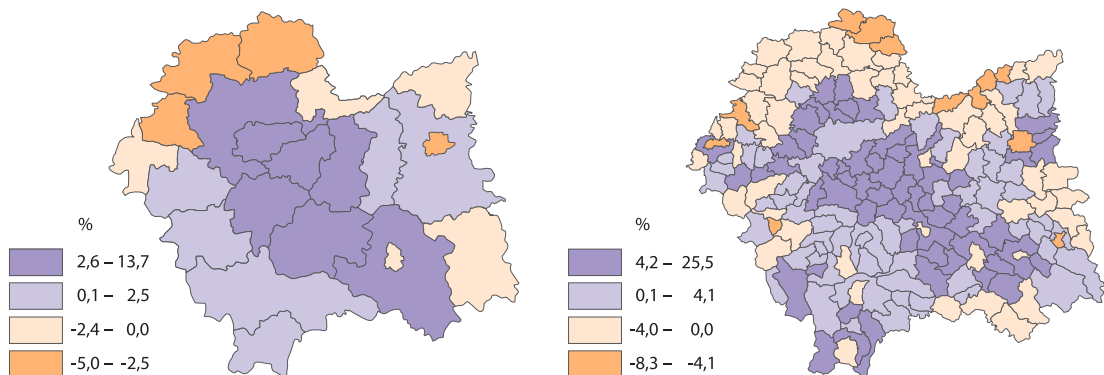 %
2,6 – 13,7
0,1 – 2,5
-2,4 – 0,0
-5,0 – -2,5
%
4,2 – 25,5
0,1 – 4,1
-4,0 – 0,0
-8,3 – -4,1